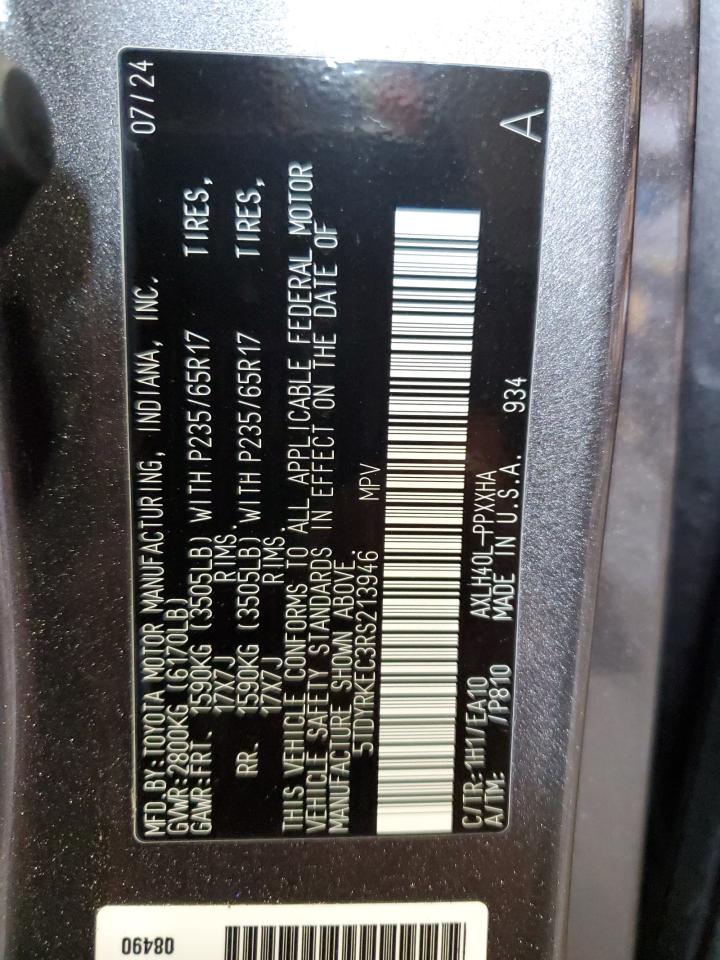 MFD.BY:TOYOTA MOTOR MANUFACTURING, INDIANA, INC. 07/24
GVWR:2800KG (6170LB)
GAWR:FRT. 1590KG (3505LB) WITH P235/65R17 TIRES,
17X7J RIMS.
RR. 1590KG (3505LB) WITH P235/65R17 TIRES,
17X7J RIMS.
THIS VEHICLE CONFORMS TO ALL APPLICABLE FEDERAL MOTOR
VEHICLE SAFETY STANDARDS IN EFFECT ON THE DATE OF
MANUFACTURE SHOWN ABOVE.
5TDYRKEC3RS213946 MPV
C/TR:1H1/EA10 AXLH40L-PPXXHA
A/TM: /P810 MADE IN U.S.A. 934
A
08490